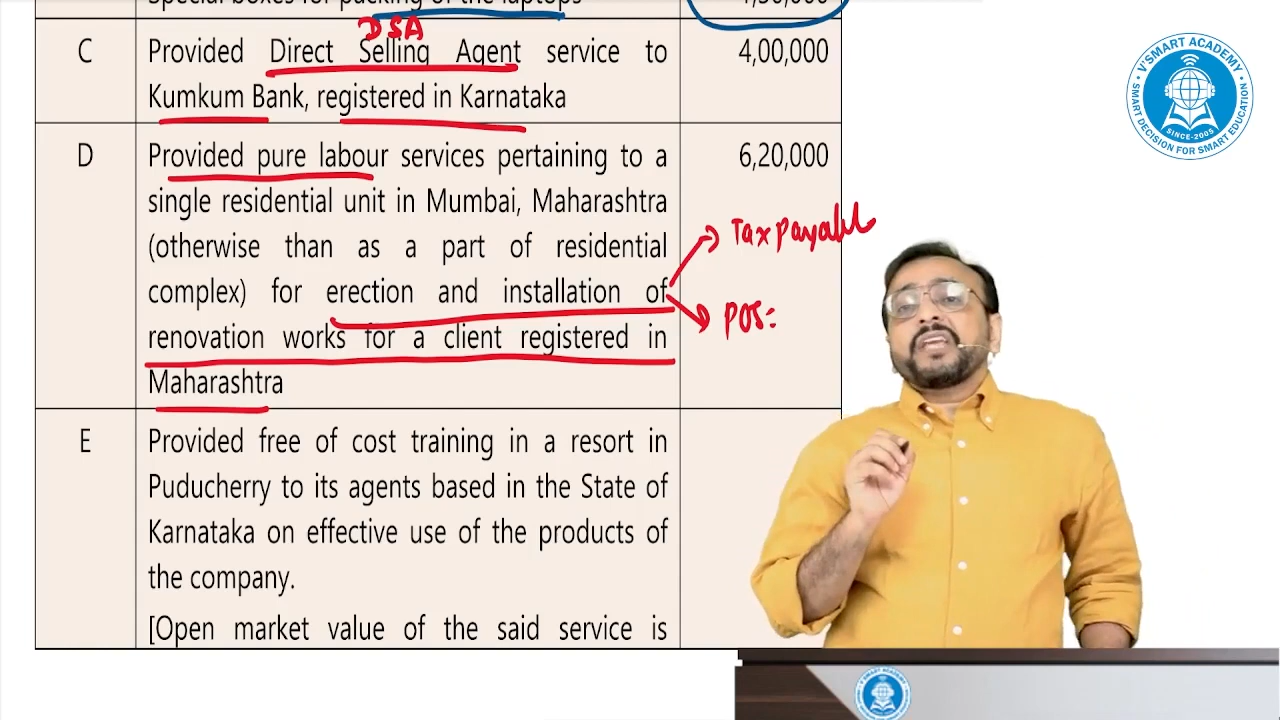 Special boxes for packing of the laptops
DSA
C
Provided Direct Selling Agent service to
4,00,000
Kumkum Bank, registered in Karnataka
D
Provided pure labour services pertaining to a
6,20,000
single residential unit in Mumbai, Maharashtra
(otherwise than as a part of residential
complex) for erection and installation of
renovation works for a client registered in
Maharashtra
Tax payable
POS:
E
Provided free of cost training in a resort in
Puducherry to its agents based in the State of
Karnataka on effective use of the products of
the company.
[Open market value of the said service is
V'SMART ACADEMY
SINCE-2005
SMART DECISION FOR SMART EDUCATION